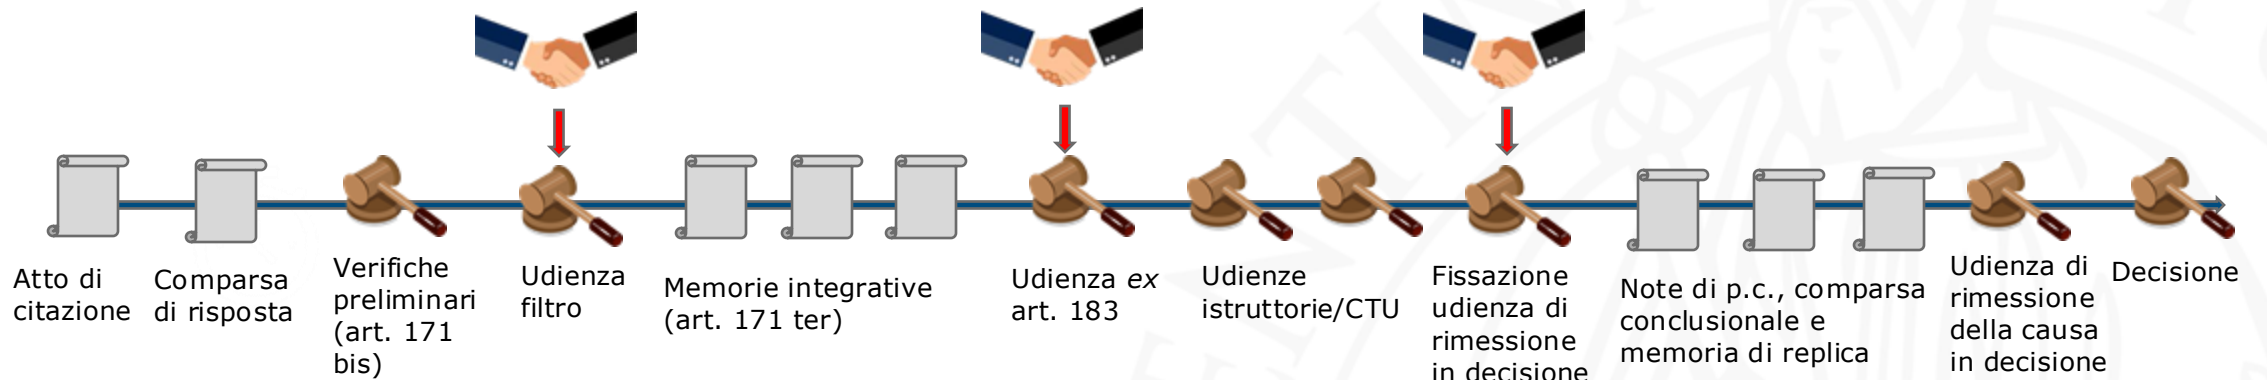 Atto di
citazione
Comparsa
di risposta
Verifiche
preliminari
(art. 171
bis)
Udienza
filtro
Memorie integrative
(art. 171 ter)
Udienza ex
art. 183
Udienze
istruttorie/CTU
Fissazione
udienza di
rimessione
in decisione
Note di p.c., comparsa
conclusionale e
memoria di replica
Udienza di
rimessione
della causa
in decisione
Decisione